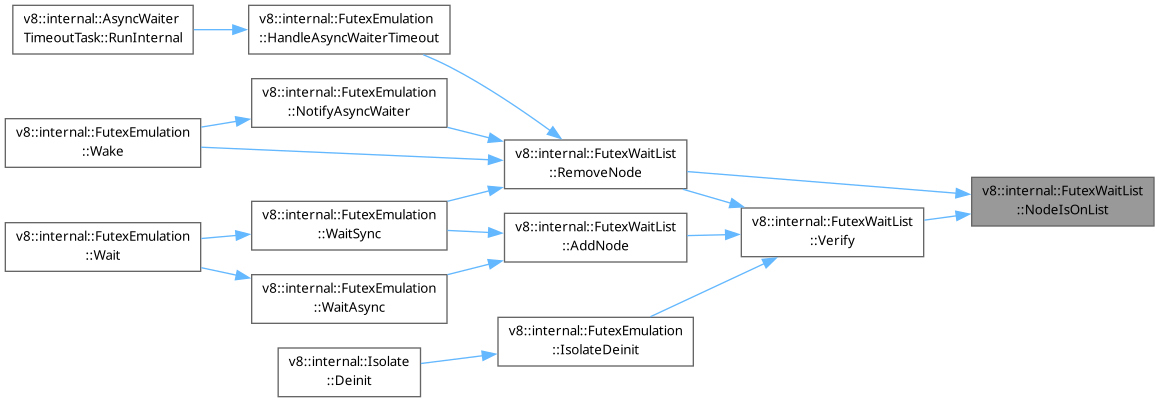 v8::internal::AsyncWaiter
TimeoutTask::RunInternal
v8::internal::FutexEmulation
::HandleAsyncWaiterTimeout
v8::internal::FutexEmulation
::NotifyAsyncWaiter
v8::internal::FutexEmulation
::Wake
v8::internal::FutexWaitList
::RemoveNode
v8::internal::FutexWaitList
::NodeIsOnList
v8::internal::FutexEmulation
::WaitSync
v8::internal::FutexWaitList
::AddNode
v8::internal::FutexWaitList
::Verify
v8::internal::FutexEmulation
::Wait
v8::internal::FutexEmulation
::WaitAsync
v8::internal::FutexEmulation
::IsolateDeinit
v8::internal::Isolate
::Deinit